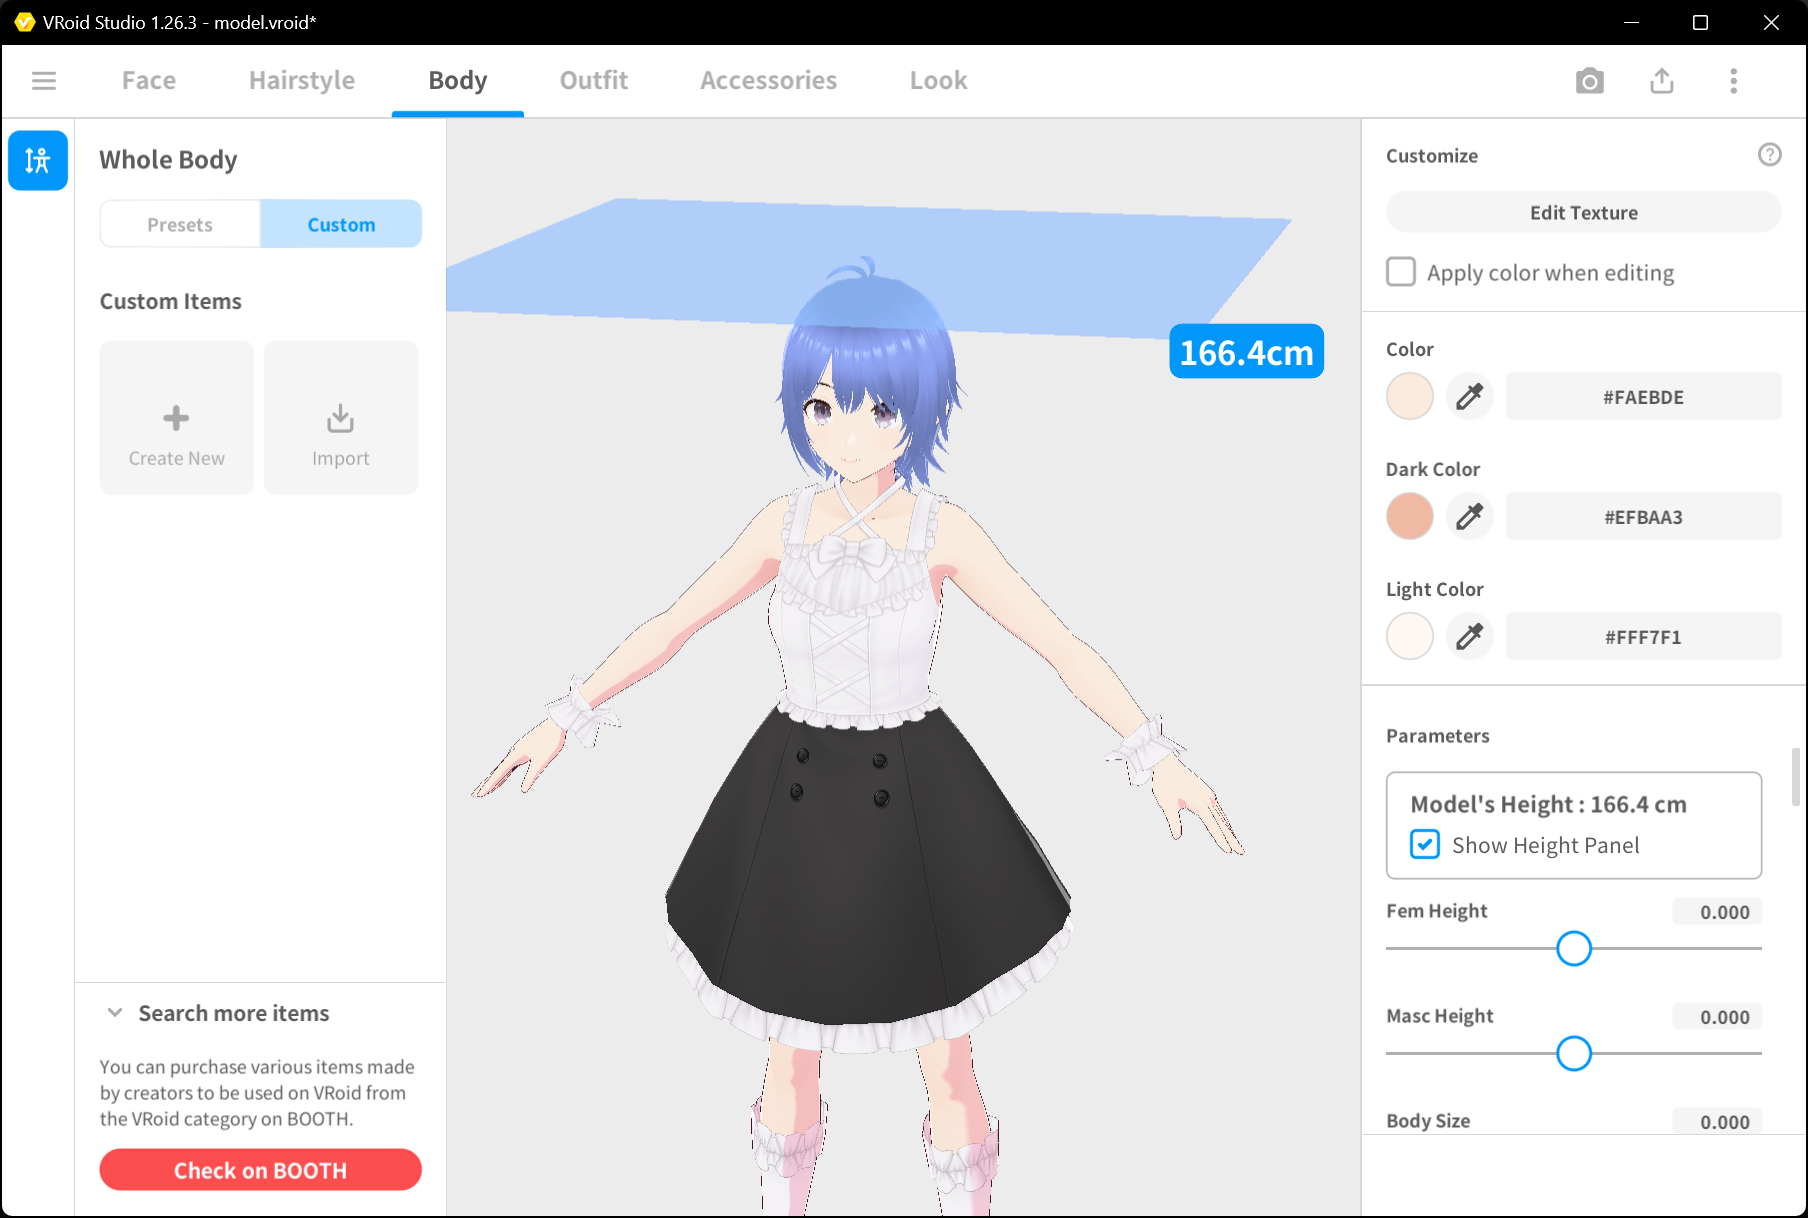 VRoid Studio 1.26.3 - model.vroid*
Face
Hairstyle
Body
Outfit
Accessories
Look
Whole Body
Presets
Custom
Custom Items
Create New
Import
Search more items
You can purchase various items made
by creators to be used on VRoid from
the VRoid category on BOOTH.
Check on BOOTH
166.4cm
Customize
Edit Texture
Apply color when editing
Color
#FAEBDE
Dark Color
#EFBAA3
Light Color
#FFF7F1
Parameters
Model's Height : 166.4 cm
Show Height Panel
Fem Height
0.000
Masc Height
0.000
Body Size
0.000